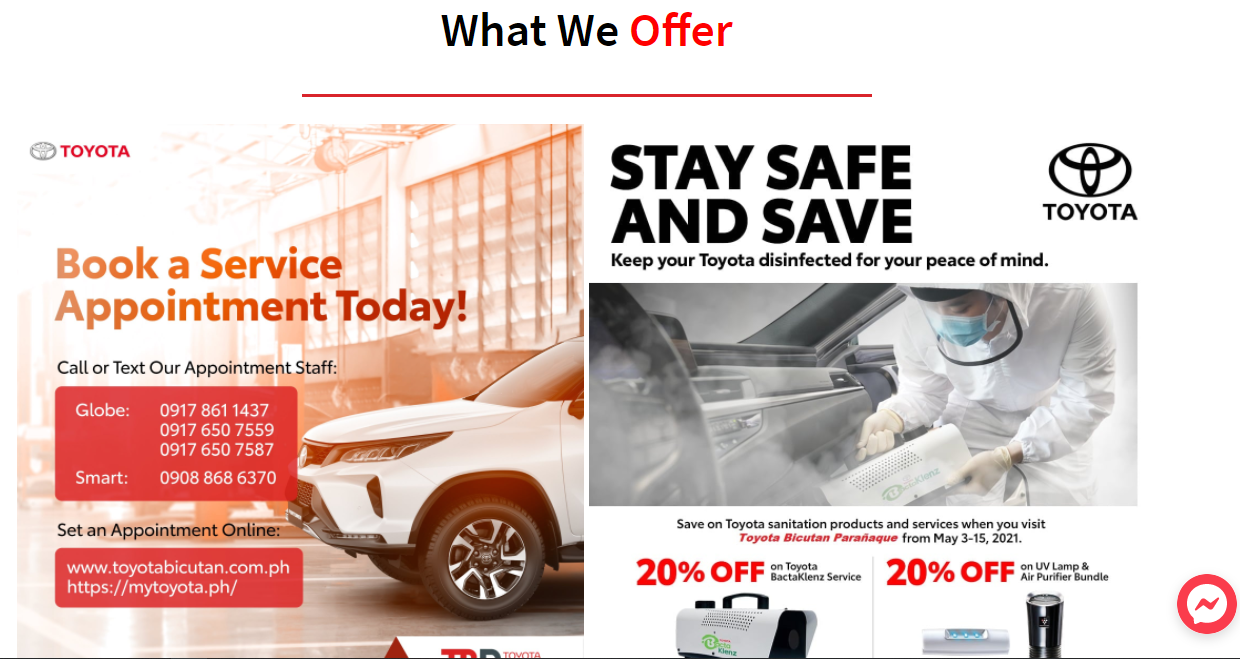 What We Offer
TOYOTA
Book a Service
Appointment Today!
Call or Text Our Appointment Staff:
Globe: 0917 861 1437
0917 650 7559
0917 650 7587
Smart: 0908 868 6370
Set an Appointment Online:
www.toyotabicutan.com.ph
https://mytoyota.ph/
TOYOTA
STAY SAFE
AND SAVE
TOYOTA
Keep your Toyota disinfected for your peace of mind.
BactaKlenz
Save on Toyota sanitation products and services when you visit
Toyota Bicutan Parañaque from May 3-15, 2021.
20% OFF on Toyota
BactaKlenz Service
20% OFF on UV Lamp &
Air Purifier Bundle
Bacta
Klenz